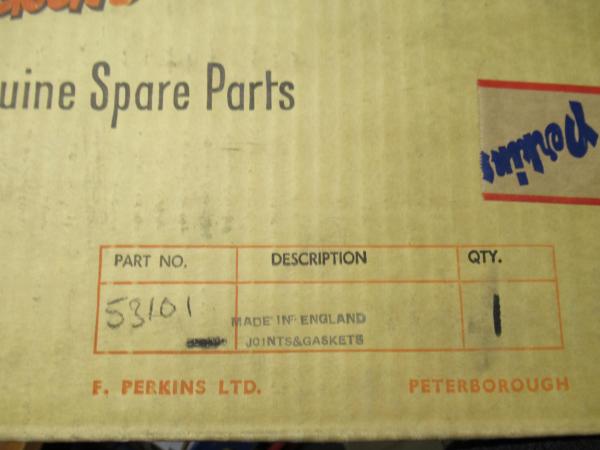 uine Spare Parts
Perkins
PART NO. DESCRIPTION QTY.
53101 MADE IN ENGLAND 1
JOINTS&GASKETS
F. PERKINS LTD. PETERBOROUGH